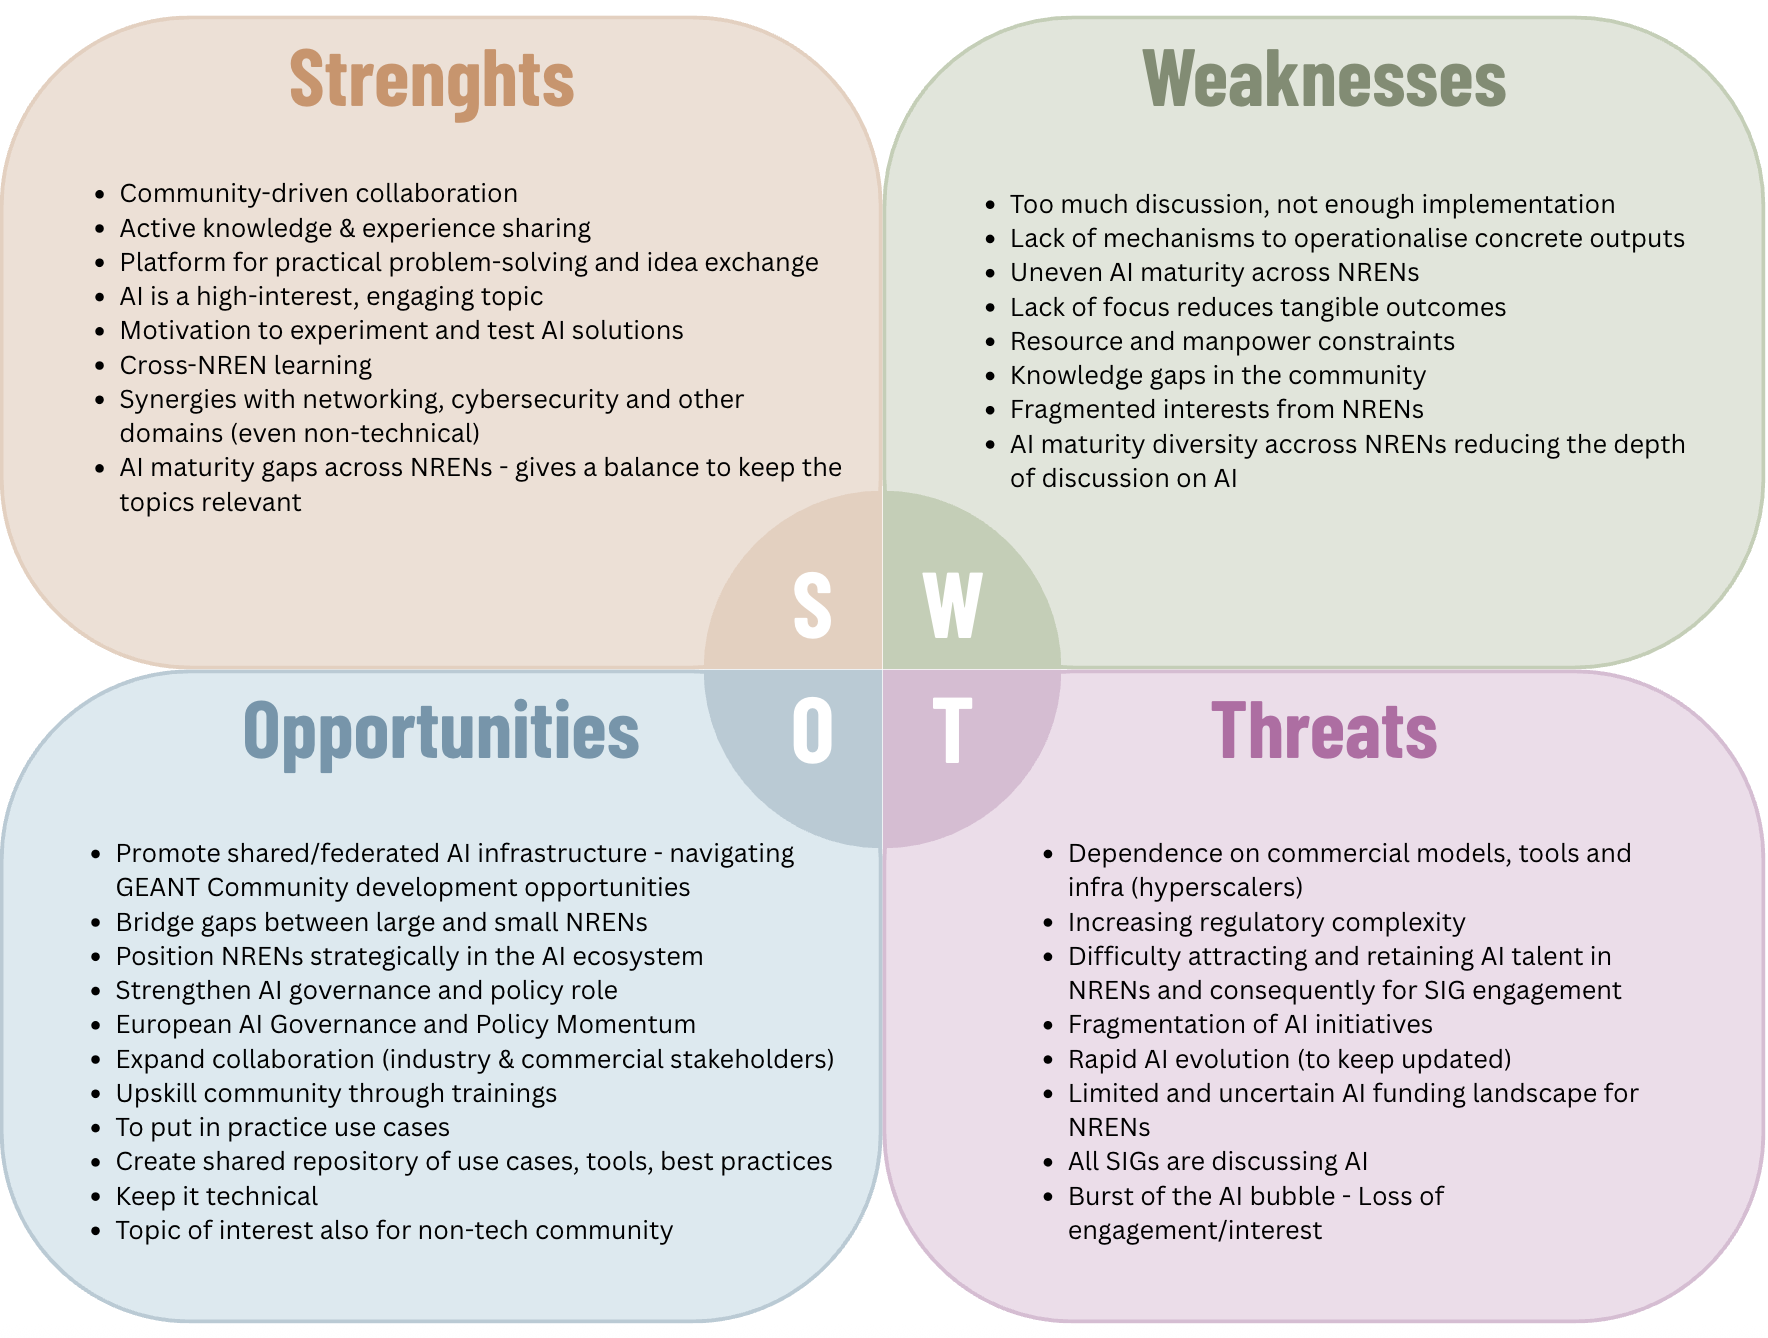 Strenghts
• Community-driven collaboration
• Active knowledge & experience sharing
• Platform for practical problem-solving and idea exchange
• AI is a high-interest, engaging topic
• Motivation to experiment and test AI solutions
• Cross-NREN learning
• Synergies with networking, cybersecurity and other
domains (even non-technical)
• AI maturity gaps across NRENs - gives a balance to keep the
topics relevant
S
Weaknesses
• Too much discussion, not enough implementation
• Lack of mechanisms to operationalise concrete outputs
• Uneven AI maturity across NRENs
• Lack of focus reduces tangible outcomes
• Resource and manpower constraints
• Knowledge gaps in the community
• Fragmented interests from NRENs
• AI maturity diversity accross NRENs reducing the depth
of discussion on AI
W
Opportunities
O
• Promote shared/federated AI infrastructure - navigating
GEANT Community development opportunities
• Bridge gaps between large and small NRENs
• Position NRENs strategically in the AI ecosystem
• Strengthen AI governance and policy role
• European AI Governance and Policy Momentum
• Expand collaboration (industry & commercial stakeholders)
• Upskill community through trainings
• To put in practice use cases
• Create shared repository of use cases, tools, best practices
• Keep it technical
• Topic of interest also for non-tech community
T
Threats
• Dependence on commercial models, tools and
infra (hyperscalers)
• Increasing regulatory complexity
• Difficulty attracting and retaining AI talent in
NRENs and consequently for SIG engagement
• Fragmentation of AI initiatives
• Rapid AI evolution (to keep updated)
• Limited and uncertain AI funding landscape for
NRENs
• All SIGs are discussing AI
• Burst of the AI bubble - Loss of
engagement/interest